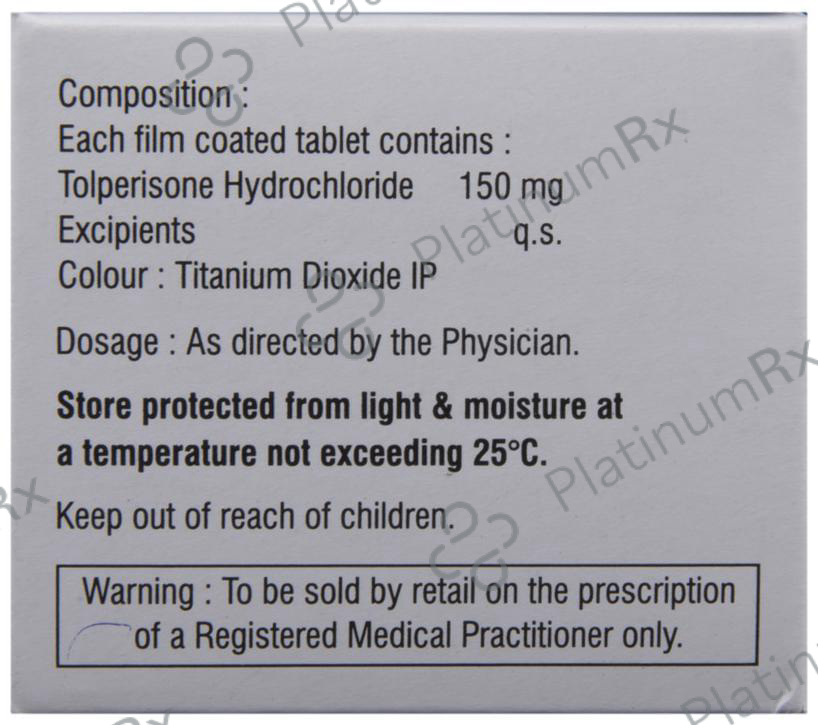 Composition :
Each film coated tablet contains :
Tolperisone Hydrochloride 150 mg
Excipients q.s.
Colour : Titanium Dioxide IP
Dosage : As directed by the Physician.
Store protected from light & moisture at
a temperature not exceeding 25°C.
Keep out of reach of children.
Warning : To be sold by retail on the prescription
of a Registered Medical Practitioner only.
PlatinumRx
PlatinumRx